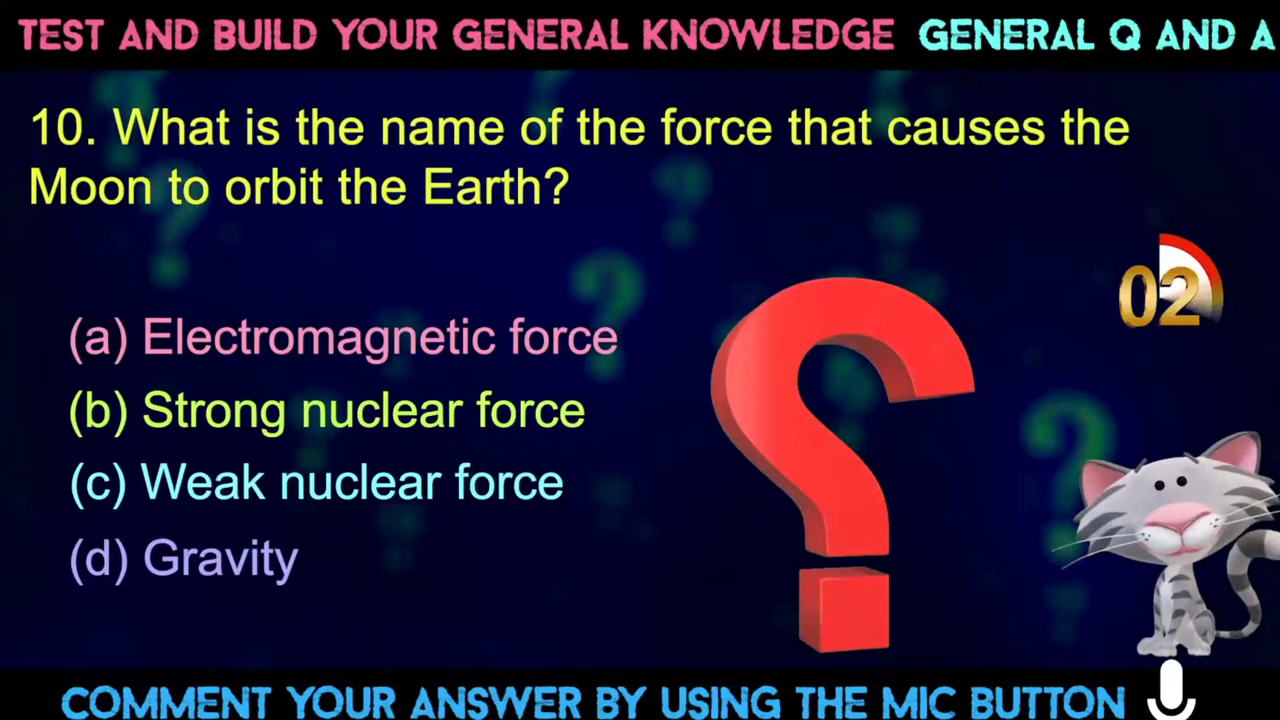 TEST AND BUILD YOUR GENERAL KNOWLEDGE GENERAL Q AND A
10. What is the name of the force that causes the
Moon to orbit the Earth?
02
(a) Electromagnetic force
(b) Strong nuclear force
(c) Weak nuclear force
(d) Gravity
COMMENT YOUR ANSWER BY USING THE MIC BUTTON